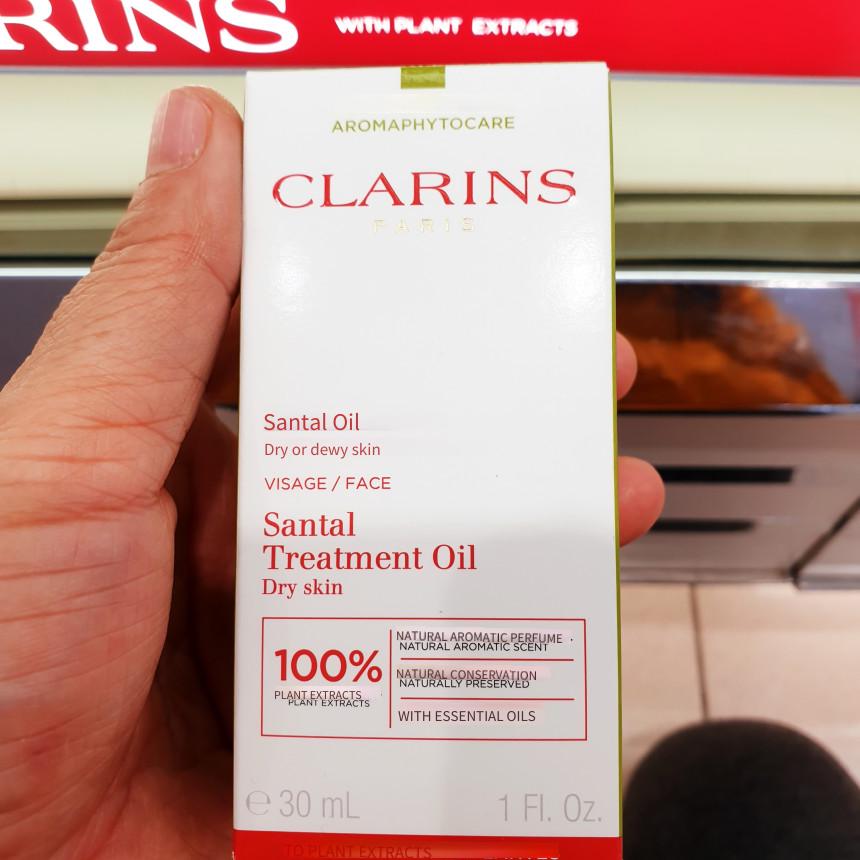 WITH PLANT EXTRACTS
AROMAPHYTOCARE
CLARINS
PARIS
Santal Oil
Dry or dewy skin
VISAGE / FACE
Santal
Treatment Oil
Dry skin
100%
PLANT EXTRACTS
PLANT EXTRACTS
NATURAL AROMATIC PERFUME
NATURAL AROMATIC SCENT
NATURAL CONSERVATION
NATURALLY PRESERVED
WITH ESSENTIAL OILS
e 30 mL
1 Fl. Oz.
TO PLANT EXTRACTS